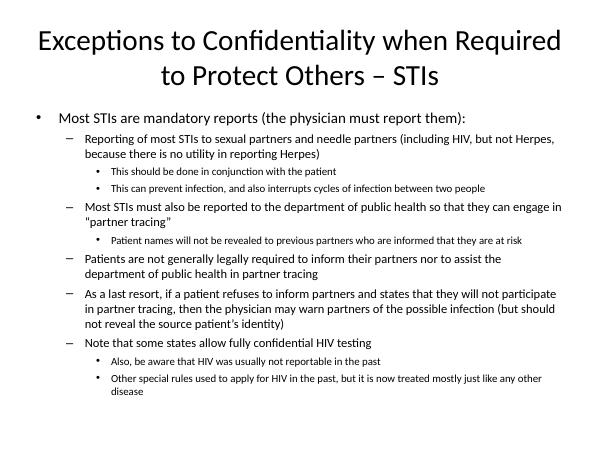 Exceptions to Confidentiality when Required
to Protect Others – STIs
• Most STIs are mandatory reports (the physician must report them):
– Reporting of most STIs to sexual partners and needle partners (including HIV, but not Herpes,
because there is no utility in reporting Herpes)
• This should be done in conjunction with the patient
• This can prevent infection, and also interrupts cycles of infection between two people
– Most STIs must also be reported to the department of public health so that they can engage in
“partner tracing”
• Patient names will not be revealed to previous partners who are informed that they are at risk
– Patients are not generally legally required to inform their partners nor to assist the
department of public health in partner tracing
– As a last resort, if a patient refuses to inform partners and states that they will not participate
in partner tracing, then the physician may warn partners of the possible infection (but should
not reveal the source patient’s identity)
– Note that some states allow fully confidential HIV testing
• Also, be aware that HIV was usually not reportable in the past
• Other special rules used to apply for HIV in the past, but it is now treated mostly just like any other
disease